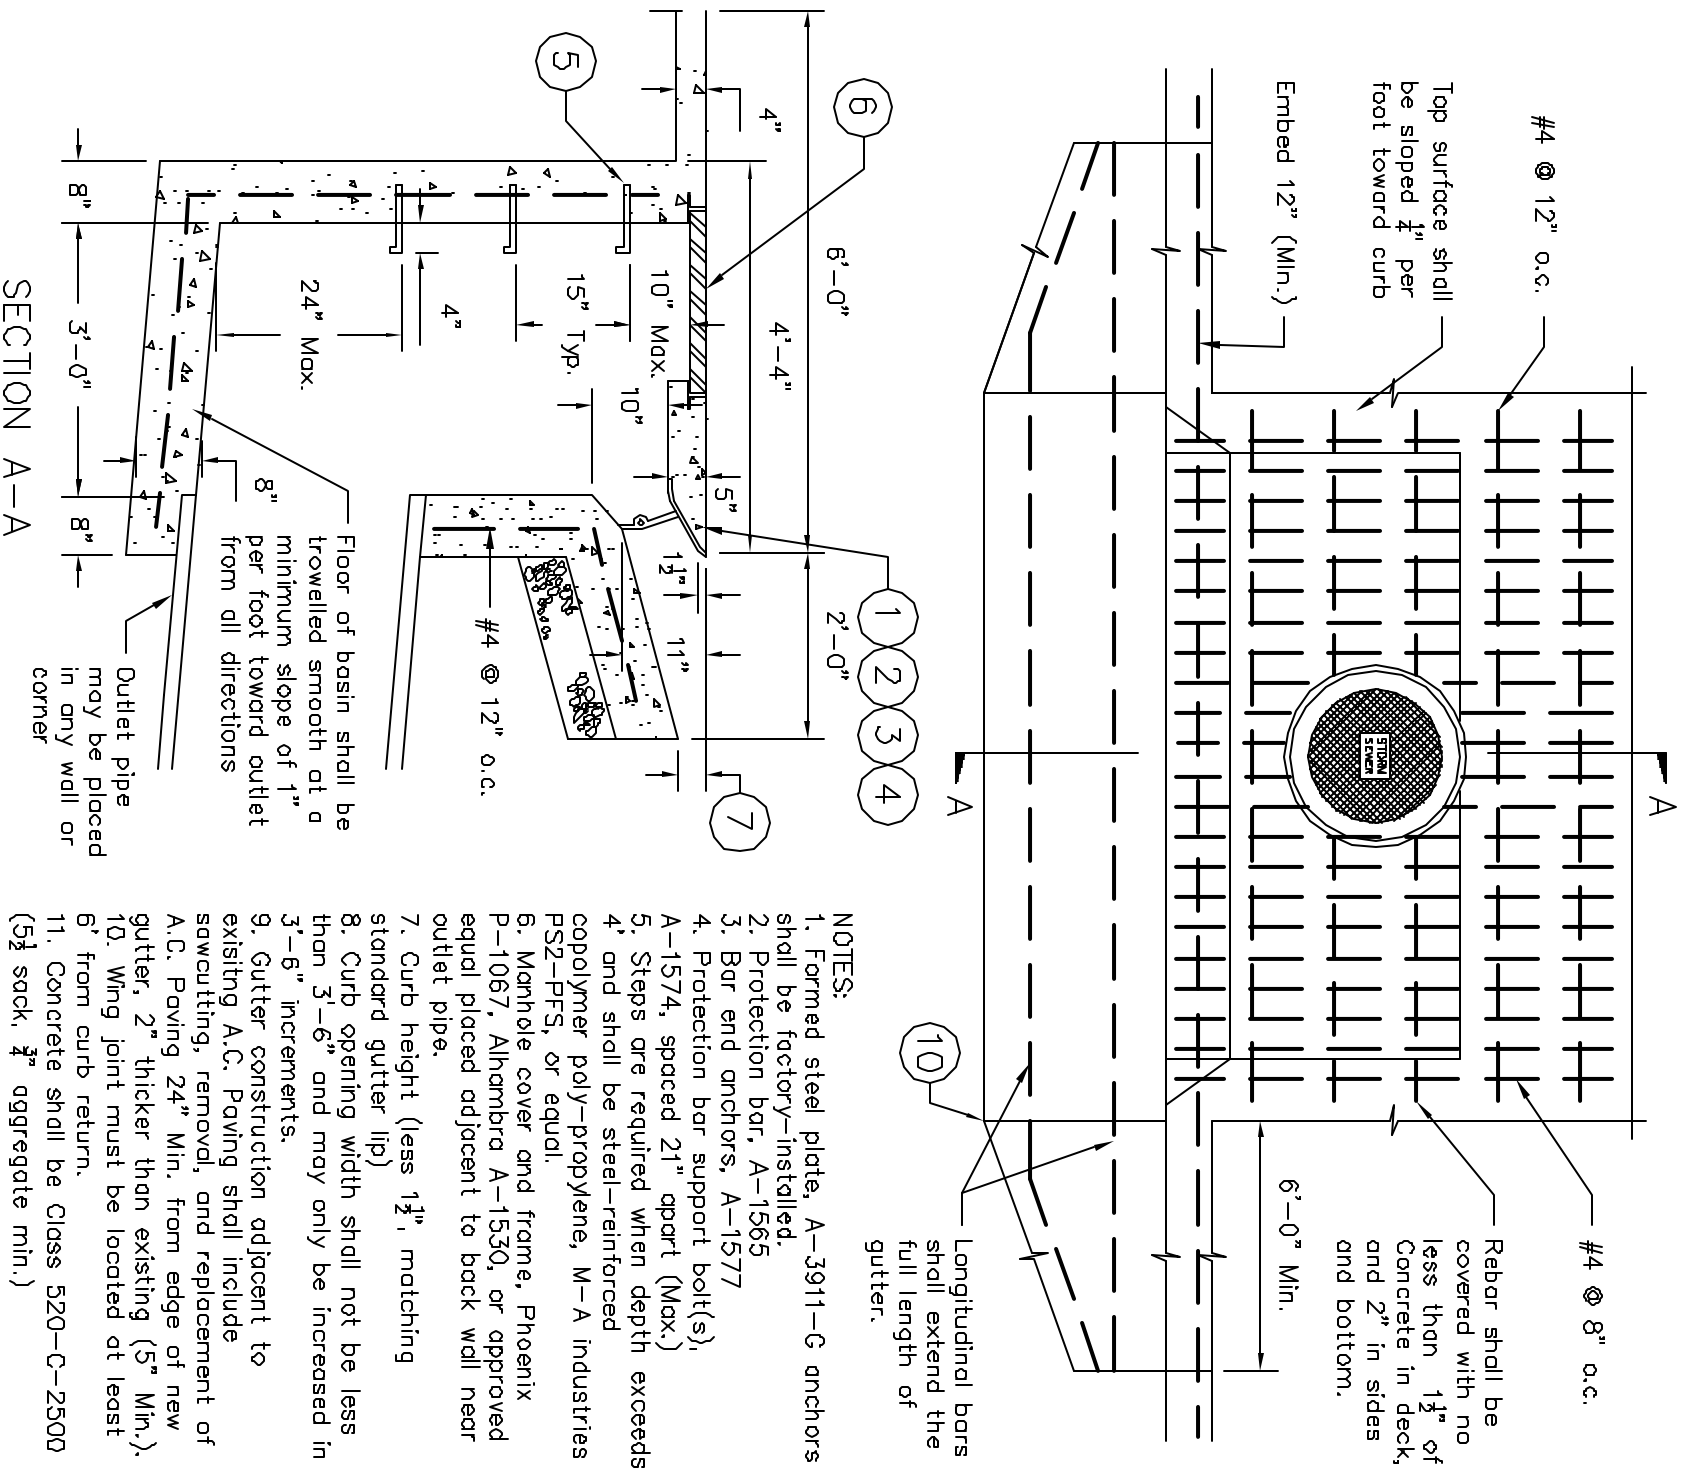 #4 @ 12" o.c.
Top surface shall
be sloped 1/4" per
foot toward curb
Embed 12" (Min.)
STORM
SEWER
A
A
#4 @ 8" o.c.
Rebar shall be
covered with no
less than 1 1/2" of
Concrete in deck,
and 2" in sides
and bottom.
6'-0" Min.
Longitudinal bars
shall extend the
full length of
gutter.
10
6
5
6'-0"
2'-0"
4'-4"
4"
1
2
3
4
7
5"
1 1/2"
11"
10" Max.
10"
15" Typ.
4"
24" Max.
#4 @ 12" o.c.
8"
8"
3'-0"
8"
Floor of basin shall be
trowelled smooth at a
minimum slope of 1"
per foot toward outlet
from all directions
Outlet pipe
may be placed
in any wall or
corner
SECTION A-A
NOTES:
1. Formed steel plate, A-3911-G anchors
shall be factory-installed.
2. Protection bar, A-1565
3. Bar end anchors, A-1577
4. Protection bar support bolt(s),
A-1574, spaced 21" apart (Max.)
5. Steps are required when depth exceeds
4' and shall be steel-reinforced
copolymer poly-propylene, M-A industries
PS2-PFS, or equal.
6. Manhole cover and frame, Phoenix
P-1067, Alhambra A-1530, or approved
equal placed adjacent to back wall near
outlet pipe.
7. Curb height (less 1 1/2", matching
standard gutter lip)
8. Curb opening width shall not be less
than 3'-6" and may only be increased in
3'-6" increments.
9. Gutter construction adjacent to
exisitng A.C. Paving shall include
sawcutting, removal, and replacement of
A.C. Paving 24" Min. from edge of new
gutter, 2" thicker than existing (5" Min.).
10. Wing joint must be located at least
6' from curb return.
11. Concrete shall be Class 520-C-2500
(5 1/2 sack, 3/4" aggregate min.)